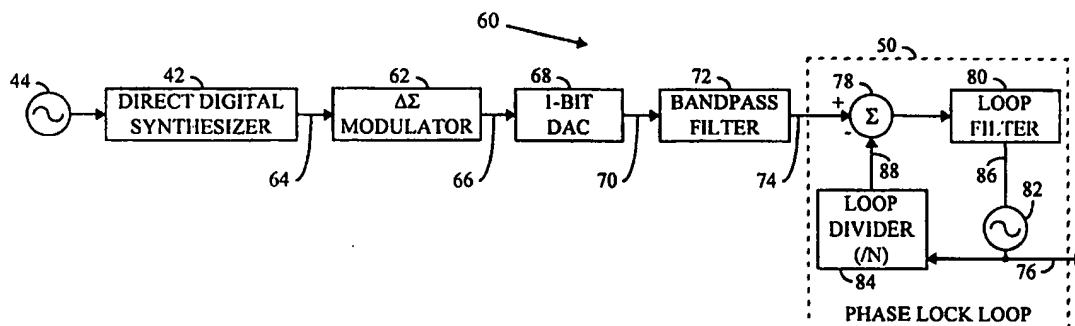 60
50
44
42
DIRECT DIGITAL
SYNTHESIZER
64
62
ΔΣ
MODULATOR
66
68
1-BIT
DAC
70
72
BANDPASS
FILTER
74
78
+
-
Σ
80
LOOP
FILTER
86
82
88
LOOP
DIVIDER
(/N)
84
76
PHASE LOCK LOOP